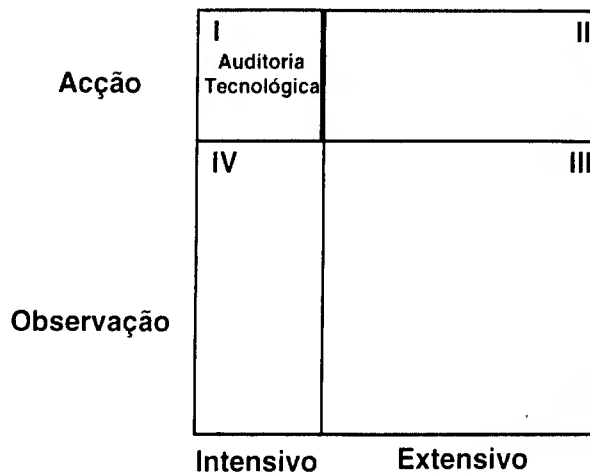 I
II
Auditoria
Tecnológica
Acção
IV
III
Observação
Intensivo
Extensivo